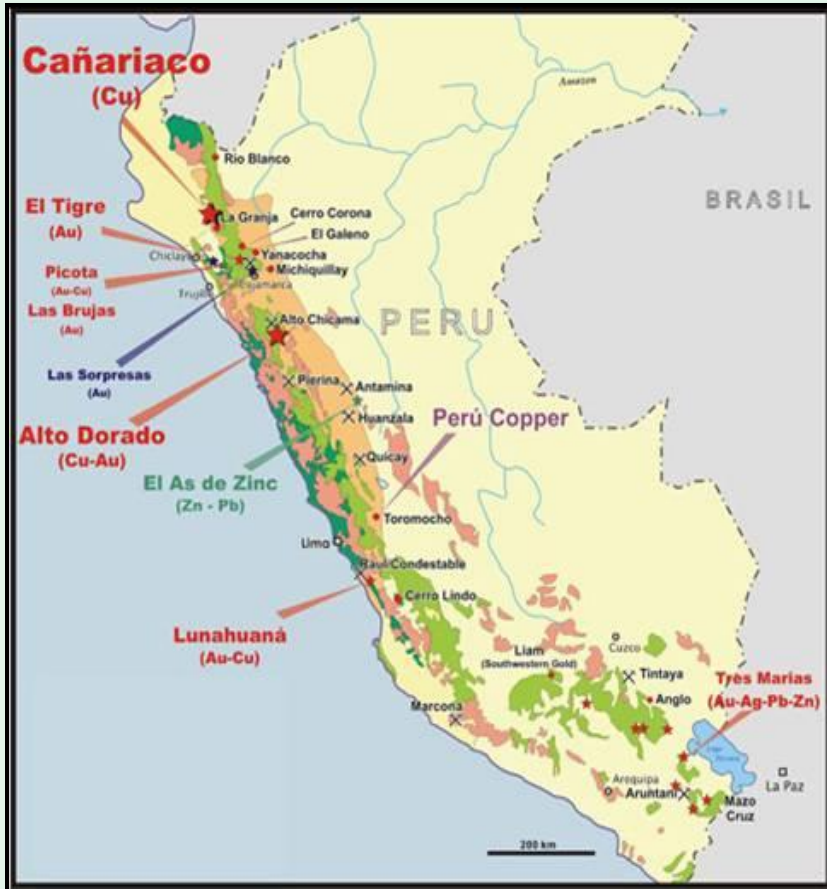 Cañariaco
(Cu)
Amazon
Rio Blanco
BRASIL
El Tigre
(Au)
La Granja
Cerro Corona
El Galeno
Chiclayo
Yanacocha
Picota
(Au-Cu)
Michiquillay
Cajamarca
Trujillo
Las Brujas
(Au)
Alto Chicama
PERU
Las Sorpresas
(Au)
Pierina
Antamina
Alto Dorado
(Cu-Au)
Huanzala
Perú Copper
El As de Zinc
(Zn - Pb)
Quicay
Toromocho
Lima
Raul Condestable
Cerro Lindo
Lunahuaná
(Au-Cu)
Liam
(Southwestern Gold)
Cuzco
Tintaya
Tres Marias
(Au-Ag-Pb-Zn)
Anglo
Marcona
Arequipa
Aruntani
La Paz
Mazo
Cruz
200 km